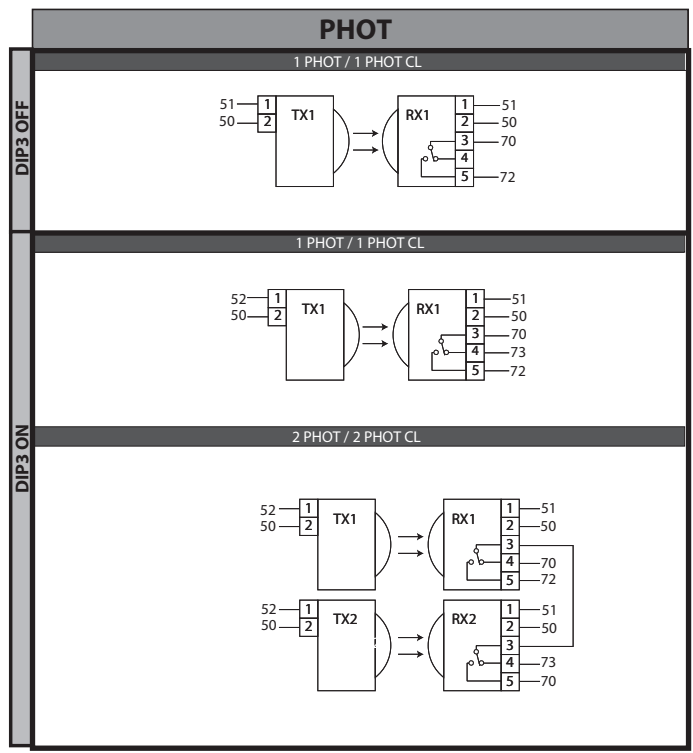 PHOT
DIP3 OFF
1 PHOT / 1 PHOT CL
51 1 TX1 RX1 1 51
50 2 2 50
3 70
4
5 72
DIP3 ON
1 PHOT / 1 PHOT CL
52 1 TX1 RX1 1 51
50 2 2 50
3 70
4 73
5 72
2 PHOT / 2 PHOT CL
52 1 TX1 RX1 1 51
50 2 2 50
3
4 70
5 72
52 1 TX2 RX2 1 51
50 2 2 50
3
4 73
5 70